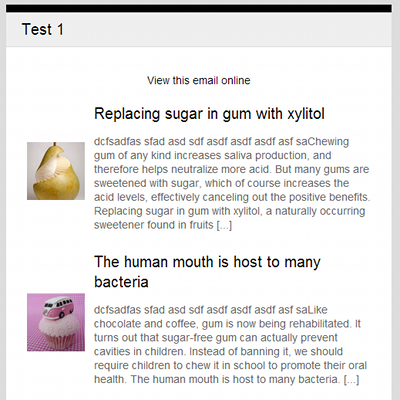 Test 1
View this email online
Replacing sugar in gum with xylitol
dcfsadfas sfad asd sdf asdf asdf asdf asf saChewing
gum of any kind increases saliva production, and
therefore helps neutralize more acid. But many gums are
sweetened with sugar, which of course increases the
acid levels, effectively canceling out the positive benefits.
Replacing sugar in gum with xylitol, a naturally occurring
sweetener found in fruits [...]
The human mouth is host to many
bacteria
dcfsadfas sfad asd sdf asdf asdf asdf asf saLike
chocolate and coffee, gum is now being rehabilitated. It
turns out that sugar-free gum can actually prevent
cavities in children. Instead of banning it, we should
require children to chew it in school to promote their oral
health. The human mouth is host to many bacteria. [...]